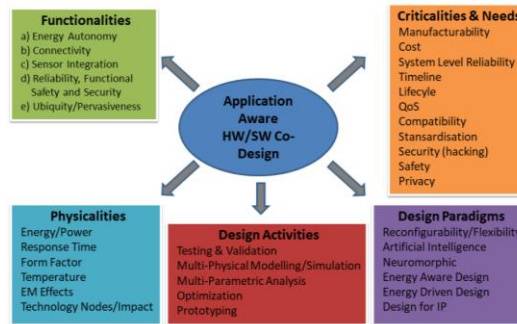 Functionalities
a) Energy Autonomy
b) Connectivity
c) Sensor Integration
d) Reliability, Functional
Safety and Security
e) Ubiquity/Pervasiveness
Application
Aware
HW/SW Co-
Design
Criticalities & Needs
Manufacturability
Cost
System Level Reliability
Timeline
Lifecyle
QoS
Compatibility
Stansardisation
Security (hacking)
Safety
Privacy
Physicalities
Energy/Power
Response Time
Form Factor
Temperature
EM Effects
Technology Nodes/Impact
Design Activities
Testing & Validation
Multi-Physical Modelling/Simulation
Multi-Parametric Analysis
Optimization
Prototyping
Design Paradigms
Reconfigurability/Flexibility
Artificial Intelligence
Neuromorphic
Energy Aware Design
Energy Driven Design
Design for IP